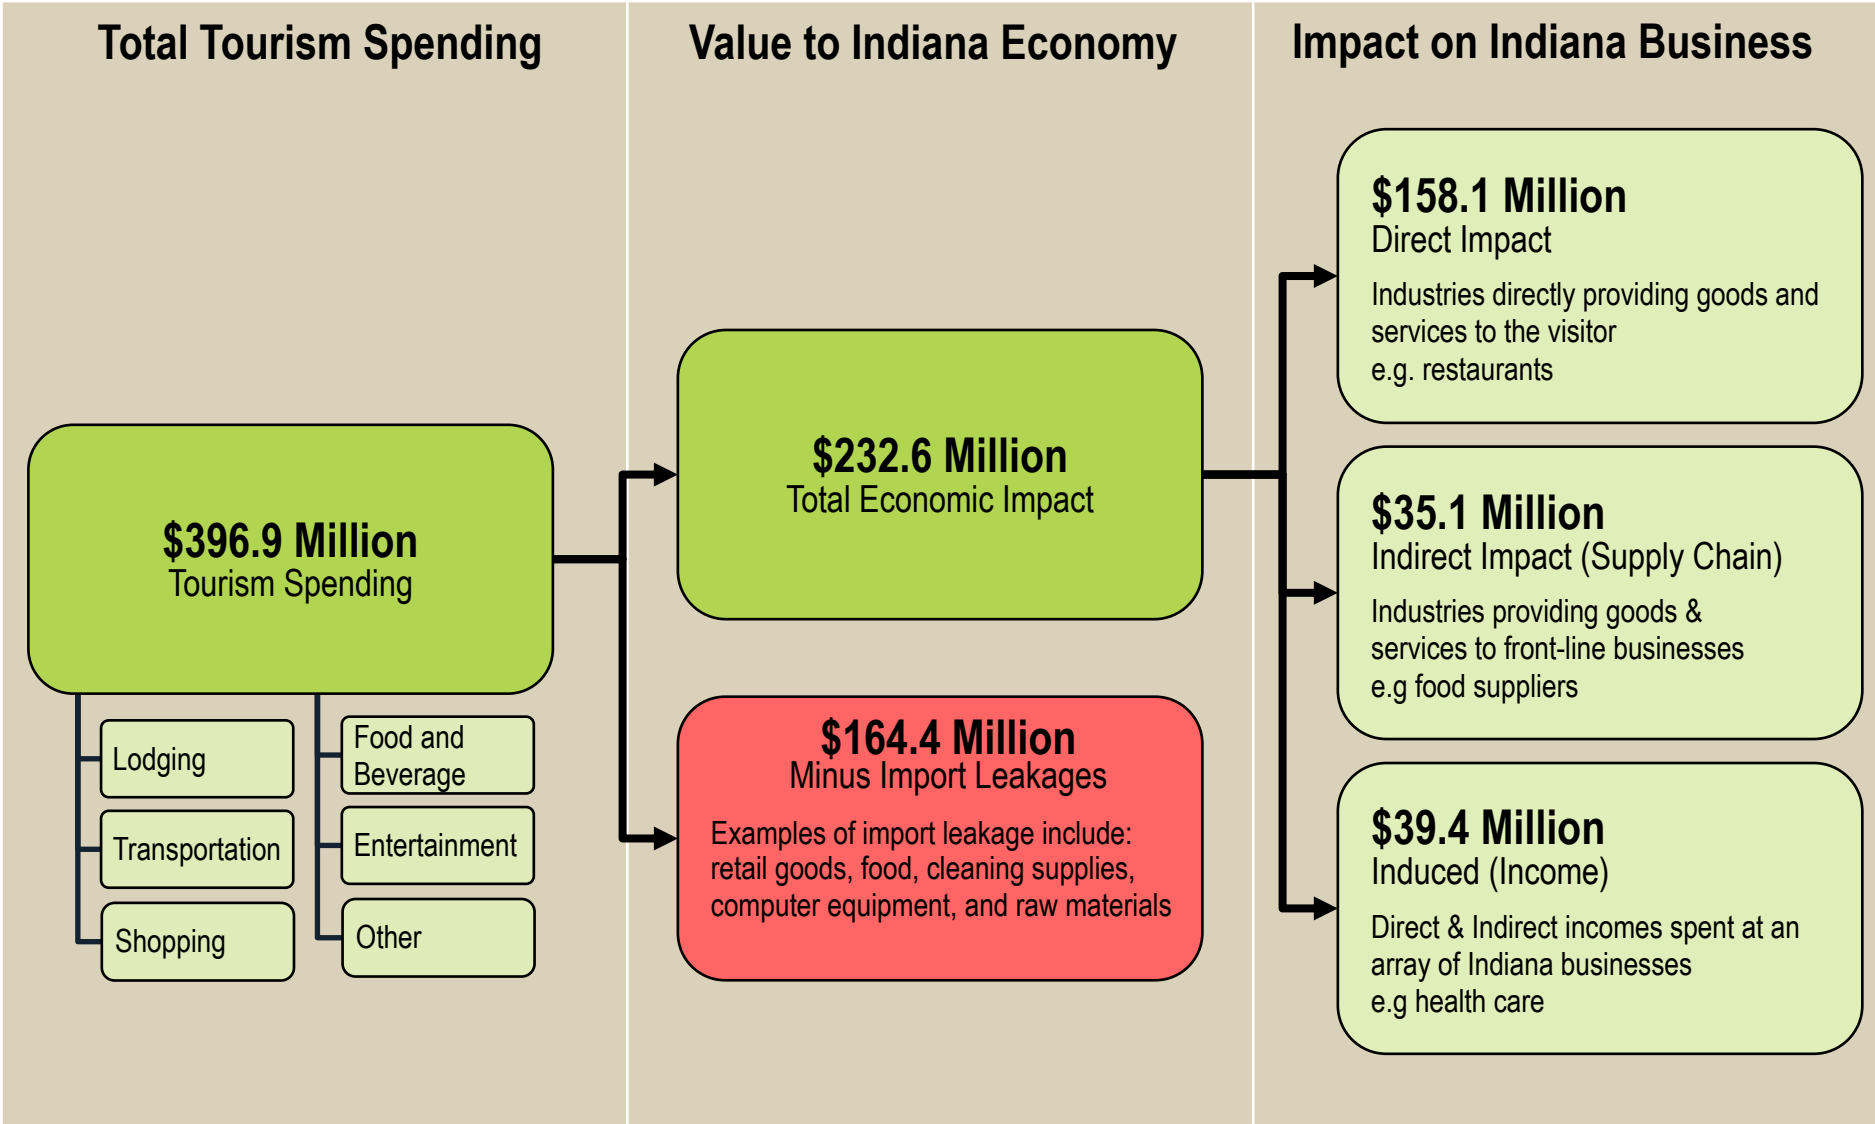 Total Tourism Spending
Value to Indiana Economy
Impact on Indiana Business
$396.9 Million
Tourism Spending
Lodging
Transportation
Shopping
Food and
Beverage
Entertainment
Other
$232.6 Million
Total Economic Impact
$164.4 Million
Minus Import Leakages
Examples of import leakage include:
retail goods, food, cleaning supplies,
computer equipment, and raw materials
$158.1 Million
Direct Impact
Industries directly providing goods and
services to the visitor
e.g. restaurants
$35.1 Million
Indirect Impact (Supply Chain)
Industries providing goods &
services to front-line businesses
e.g food suppliers
$39.4 Million
Induced (Income)
Direct & Indirect incomes spent at an
array of Indiana businesses
e.g health care